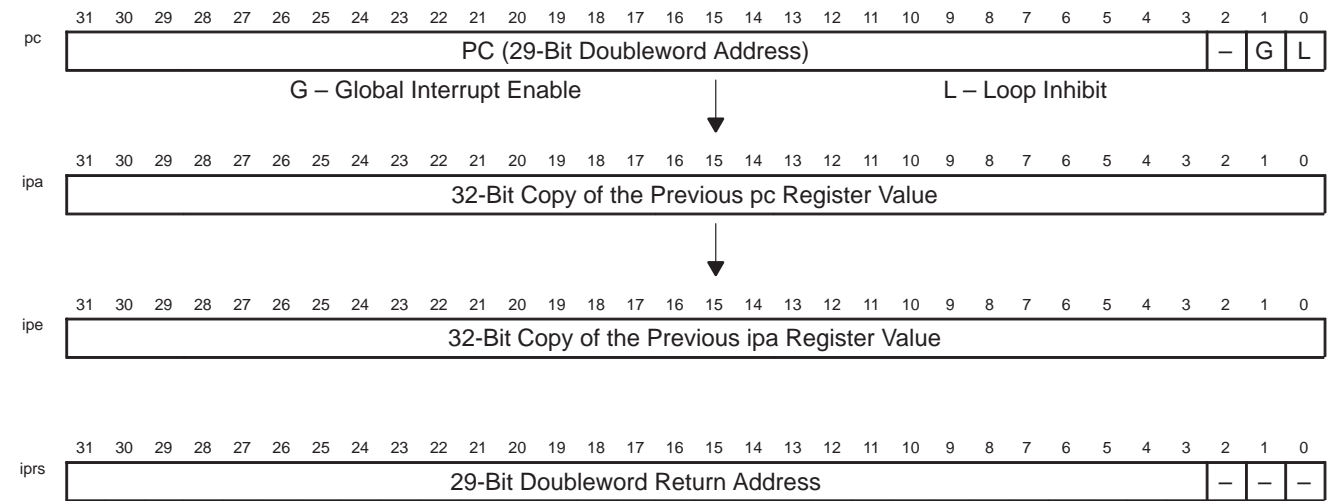 31 30 29 28 27 26 25 24 23 22 21 20 19 18 17 16 15 14 13 12 11 10 9 8 7 6 5 4 3 2 1 0
pc PC (29-Bit Doubleword Address) – G L
G – Global Interrupt Enable L – Loop Inhibit
31 30 29 28 27 26 25 24 23 22 21 20 19 18 17 16 15 14 13 12 11 10 9 8 7 6 5 4 3 2 1 0
ipa 32-Bit Copy of the Previous pc Register Value
31 30 29 28 27 26 25 24 23 22 21 20 19 18 17 16 15 14 13 12 11 10 9 8 7 6 5 4 3 2 1 0
ipe 32-Bit Copy of the Previous ipa Register Value
31 30 29 28 27 26 25 24 23 22 21 20 19 18 17 16 15 14 13 12 11 10 9 8 7 6 5 4 3 2 1 0
iprs 29-Bit Doubleword Return Address – – –